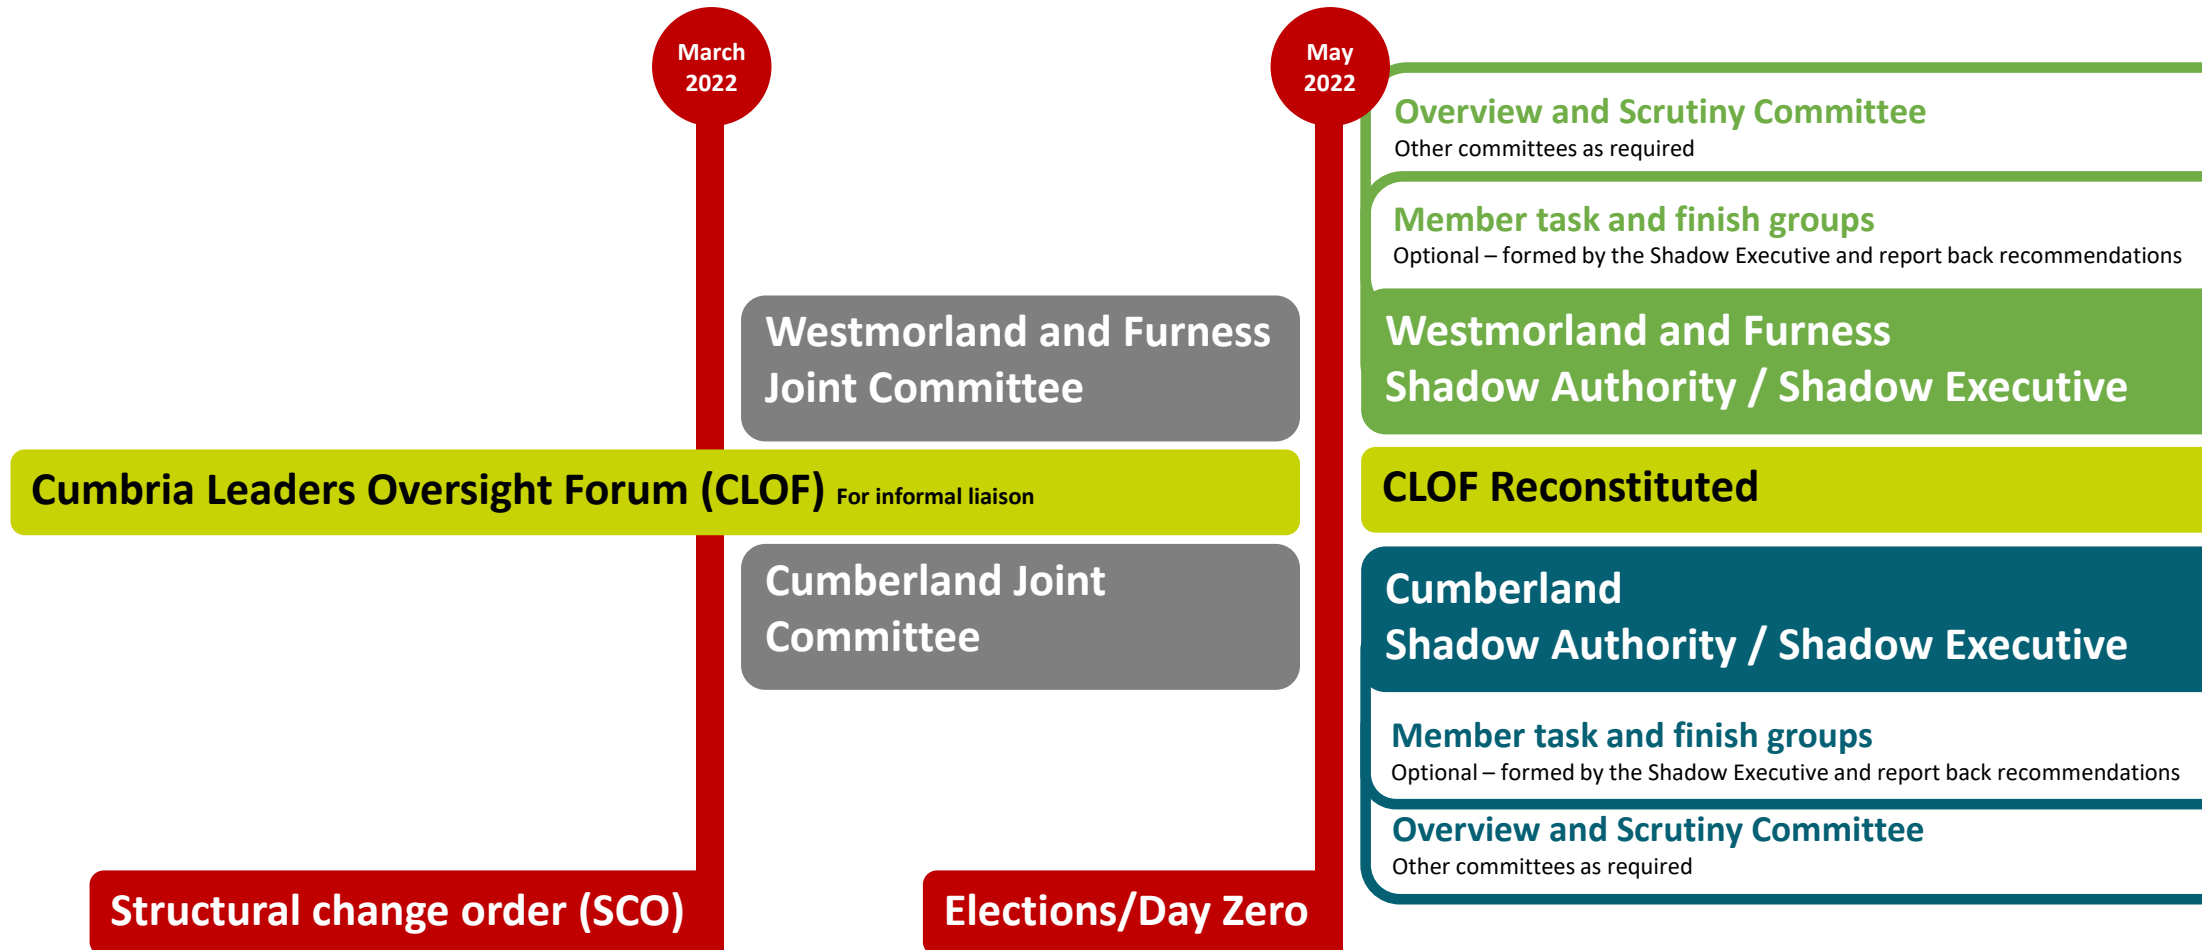 March
2022
May
2022
Overview and Scrutiny Committee
Other committees as required
Member task and finish groups
Optional – formed by the Shadow Executive and report back recommendations
Westmorland and Furness
Joint Committee
Westmorland and Furness
Shadow Authority / Shadow Executive
Cumbria Leaders Oversight Forum (CLOF) For informal liaison
CLOF Reconstituted
Cumberland Joint
Committee
Cumberland
Shadow Authority / Shadow Executive
Member task and finish groups
Optional – formed by the Shadow Executive and report back recommendations
Overview and Scrutiny Committee
Other committees as required
Structural change order (SCO)
Elections/Day Zero